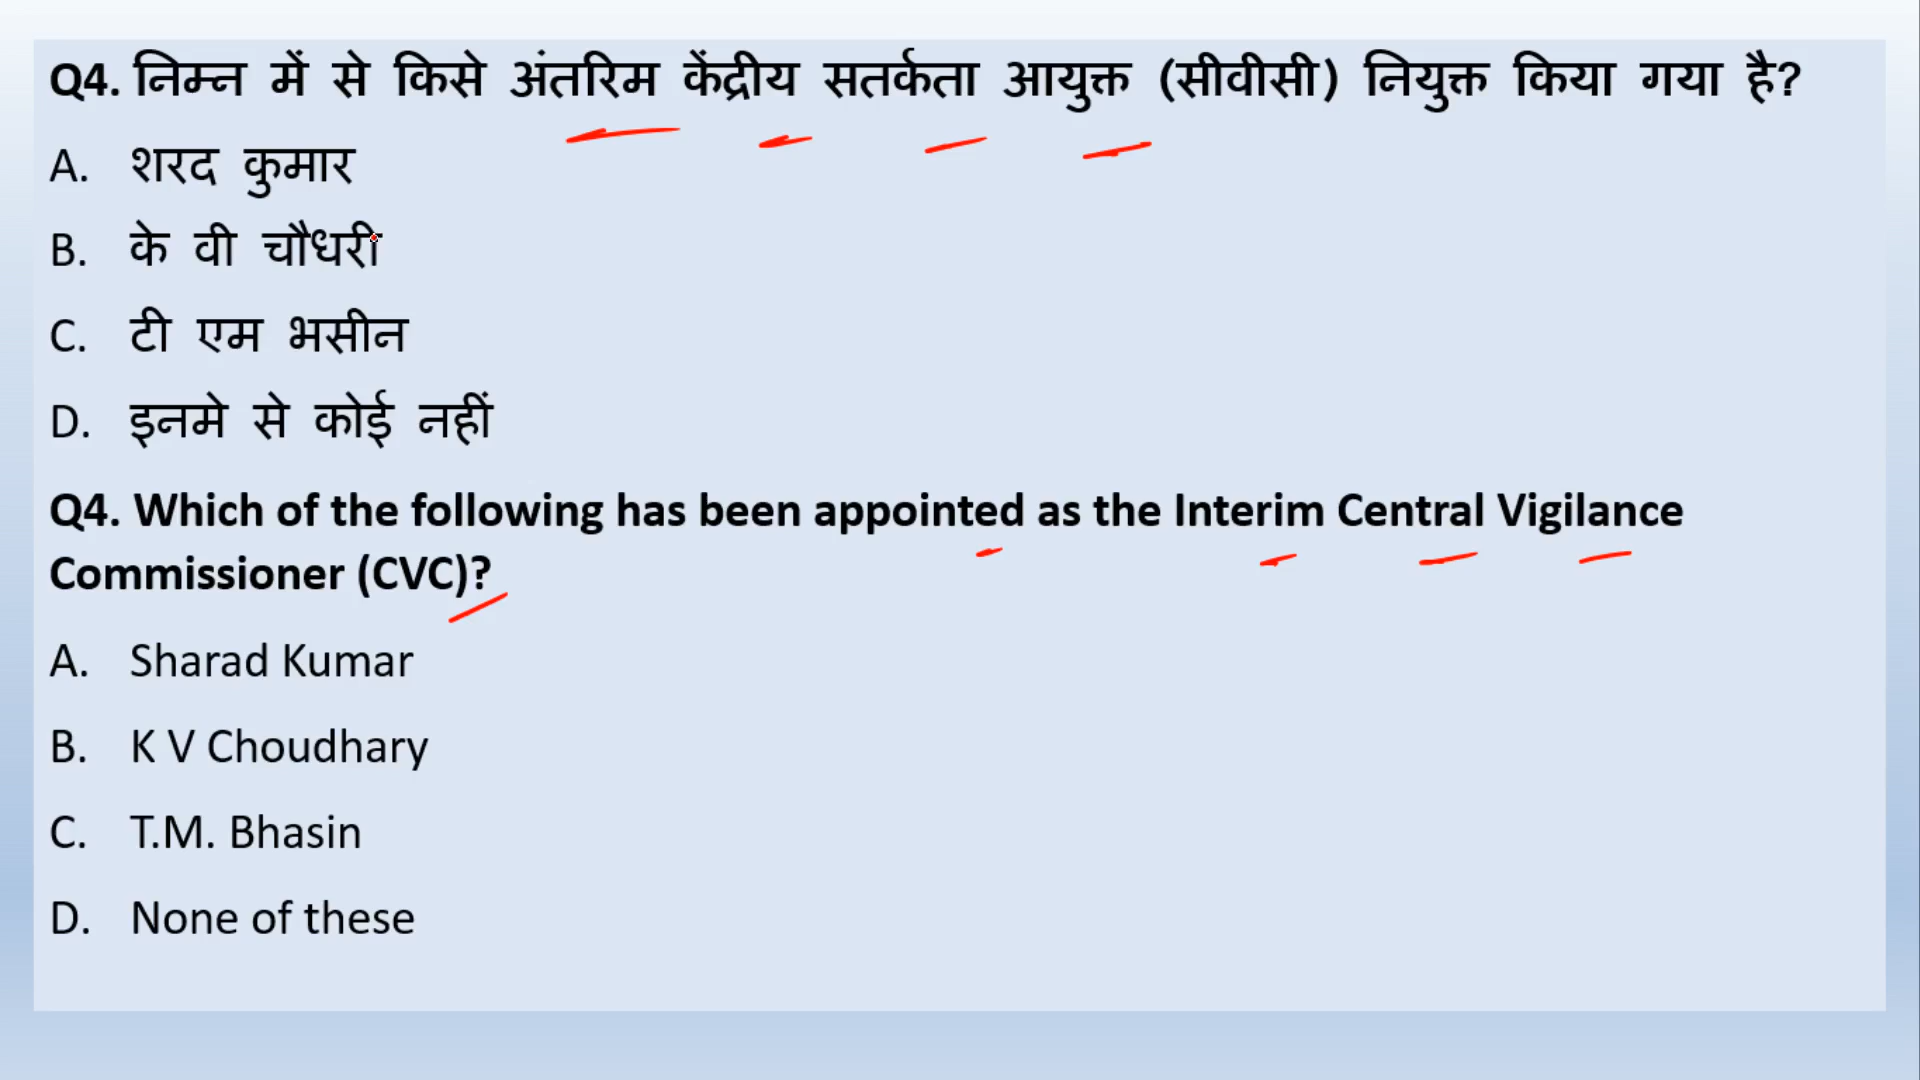 Q4. निम्न में से किसे अंतरिम केंद्रीय सतर्कता आयुक्त (सीवीसी) नियुक्त किया गया है?
A. शरद कुमार
B. के वी चौधरी
C. टी एम भसीन
D. इनमे से कोई नहीं
Q4. Which of the following has been appointed as the Interim Central Vigilance
Commissioner (CVC)?
A. Sharad Kumar
B. K V Choudhary
C. T.M. Bhasin
D. None of these